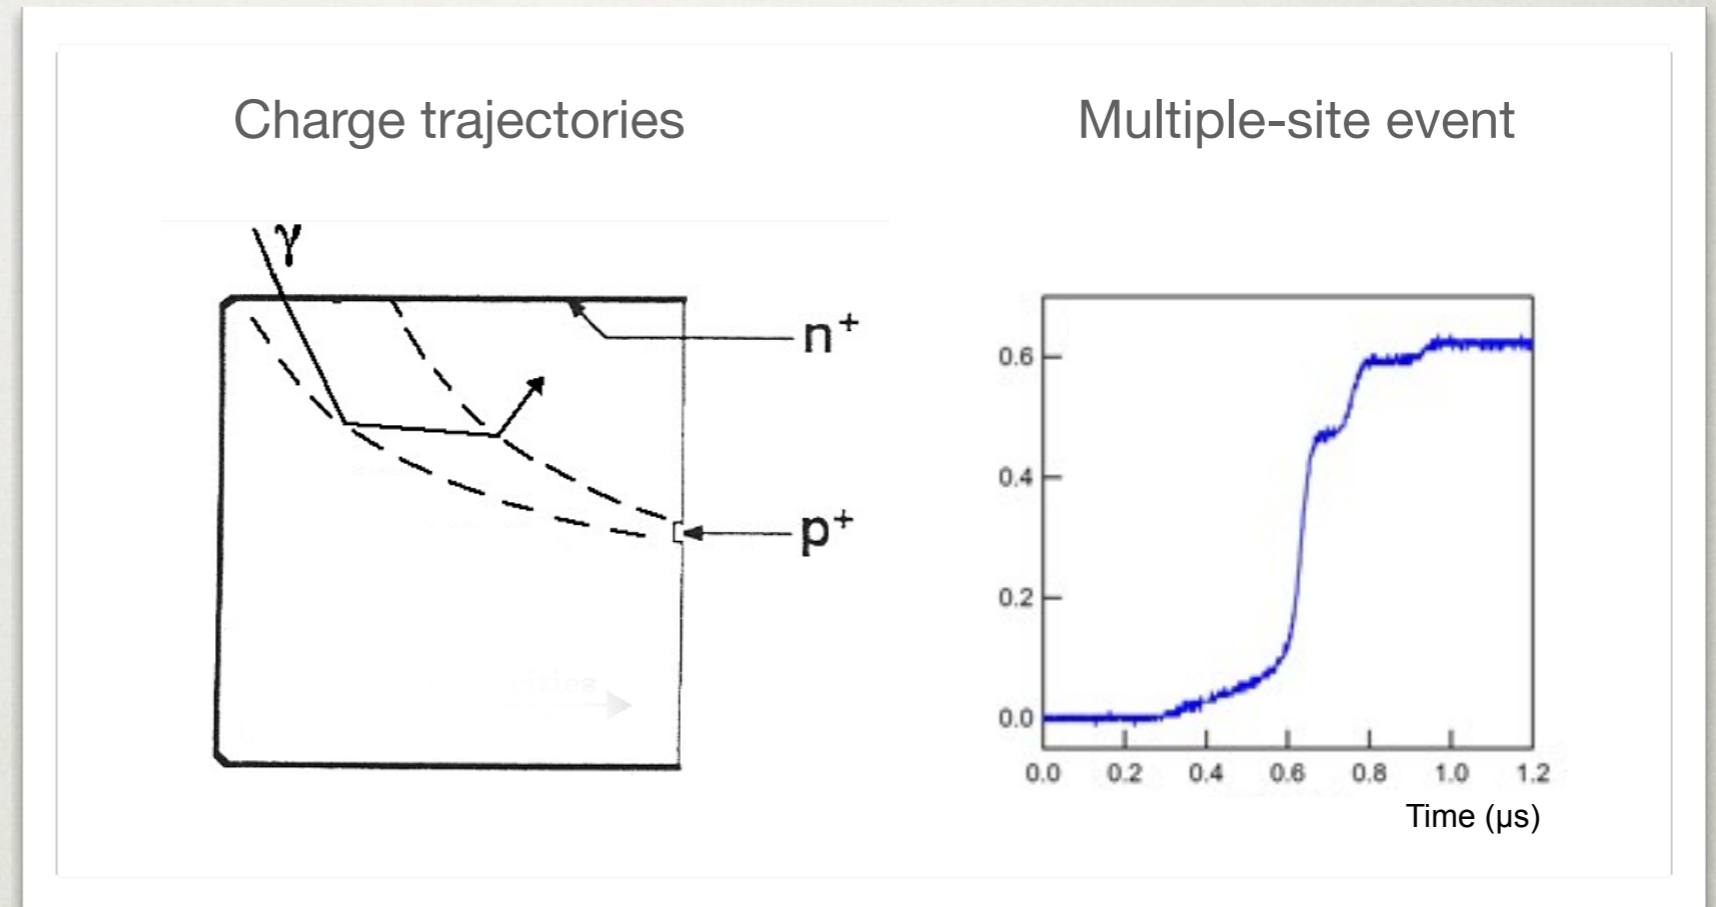 Charge trajectories
Multiple-site event
γ
n+
p+
0.6
0.4
0.2
0.0
0.0 0.2 0.4 0.6 0.8 1.0 1.2
Time (μs)